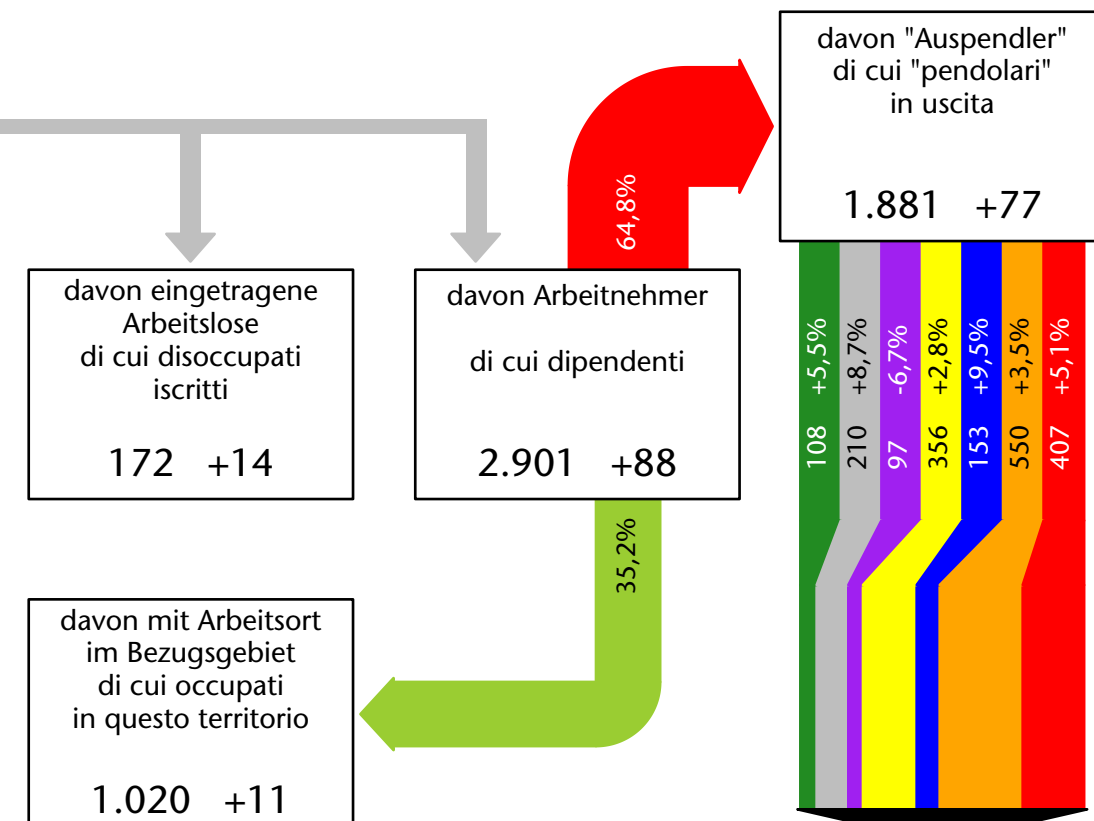 davon "Auspendler"
di cui "pendolari"
in uscita
1.881 +77
64,8%
davon eingetragene
Arbeitslose
di cui disoccupati
iscritti
172 +14
davon Arbeitnehmer
di cui dipendenti
2.901 +88
108 +5,5%
210 +8,7%
97 -6,7%
356 +2,8%
153 +9,5%
550 +3,5%
407 +5,1%
35,2%
davon mit Arbeitsort
im Bezugsgebiet
di cui occupati
in questo territorio
1.020 +11